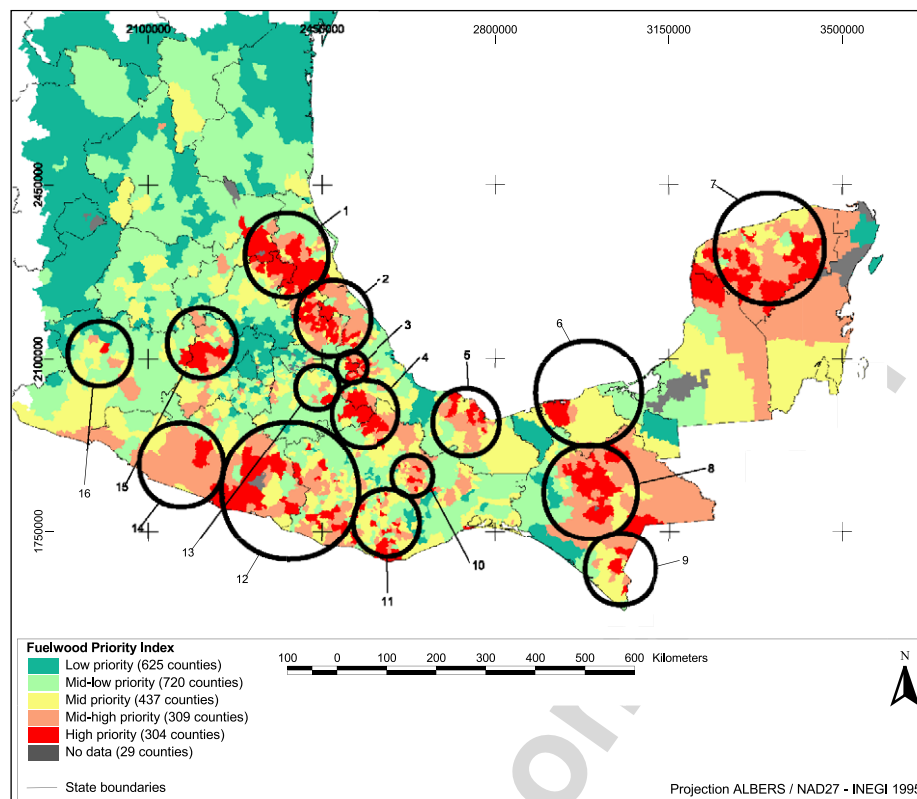 2100000 2450000 2800000 3150000 3500000
2450000
2100000
1750000
1
2
3
4
5
6
7
8
9
10
11
12
13
14
15
16
Fuelwood Priority Index
Low priority (625 counties)
Mid-low priority (720 counties)
Mid priority (437 counties)
Mid-high priority (309 counties)
High priority (304 counties)
No data (29 counties)
State boundaries
100 0 100 200 300 400 500 600 Kilometers
N
Projection ALBERS / NAD27 - INEGI 1995
on